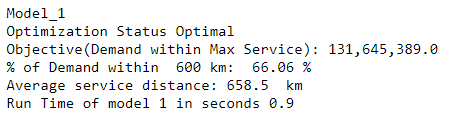 Model_1
Optimization Status Optimal
Objective(Demand within Max Service): 131,645,389.0
% of Demand within  600 km:  66.06 %
Average service distance: 658.5  km
Run Time of model 1 in seconds 0.9